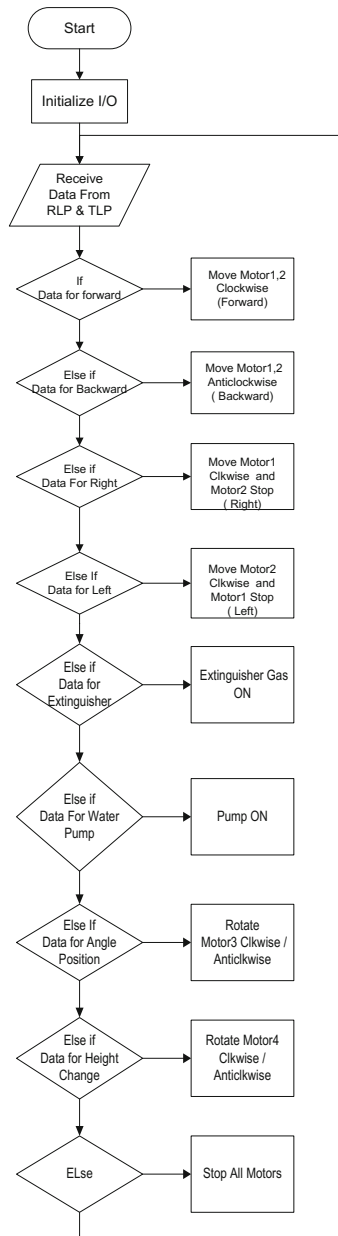 Start
Initialize I/O
Receive
Data From
RLP & TLP
If
Data for forward
Move Motor1,2
Clockwise
(Forward)
Else if
Data for Backward
Move Motor1,2
Anticlockwise
( Backward)
Else if
Data For Right
Move Motor1
Clkwise and
Motor2 Stop
( Right)
Else If
Data for Left
Move Motor2
Clkwise and
Motor1 Stop
( Left)
Else if
Data for
Extinguisher
Extinguisher Gas
ON
Else if
Data For Water
Pump
Pump ON
Else If
Data for Angle
Position
Rotate
Motor3 Clkwise /
Anticlkwise
Else if
Data for Height
Change
Rotate Motor4
Clkwise /
Anticlkwise
ELse
Stop All Motors